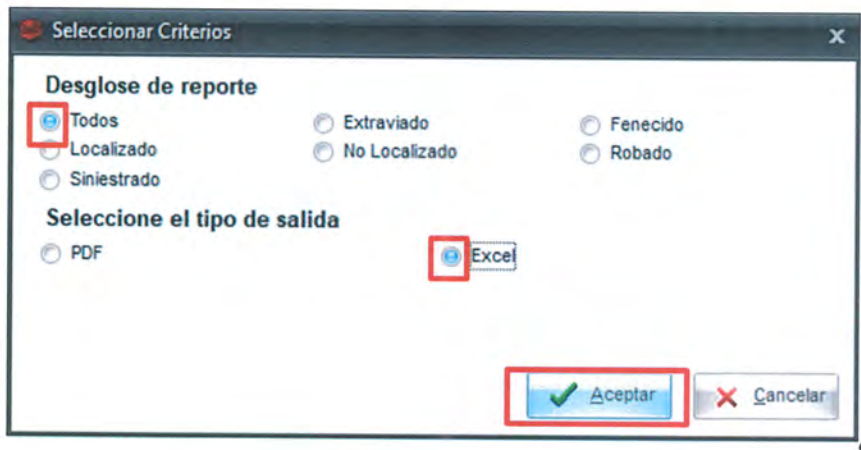 Seleccionar Criterios
Desglose de reporte
Todos Extraviado Fenecido
Localizado No Localizado Robado
Siniestrado
Seleccione el tipo de salida
PDF Excel
Aceptar Cancelar